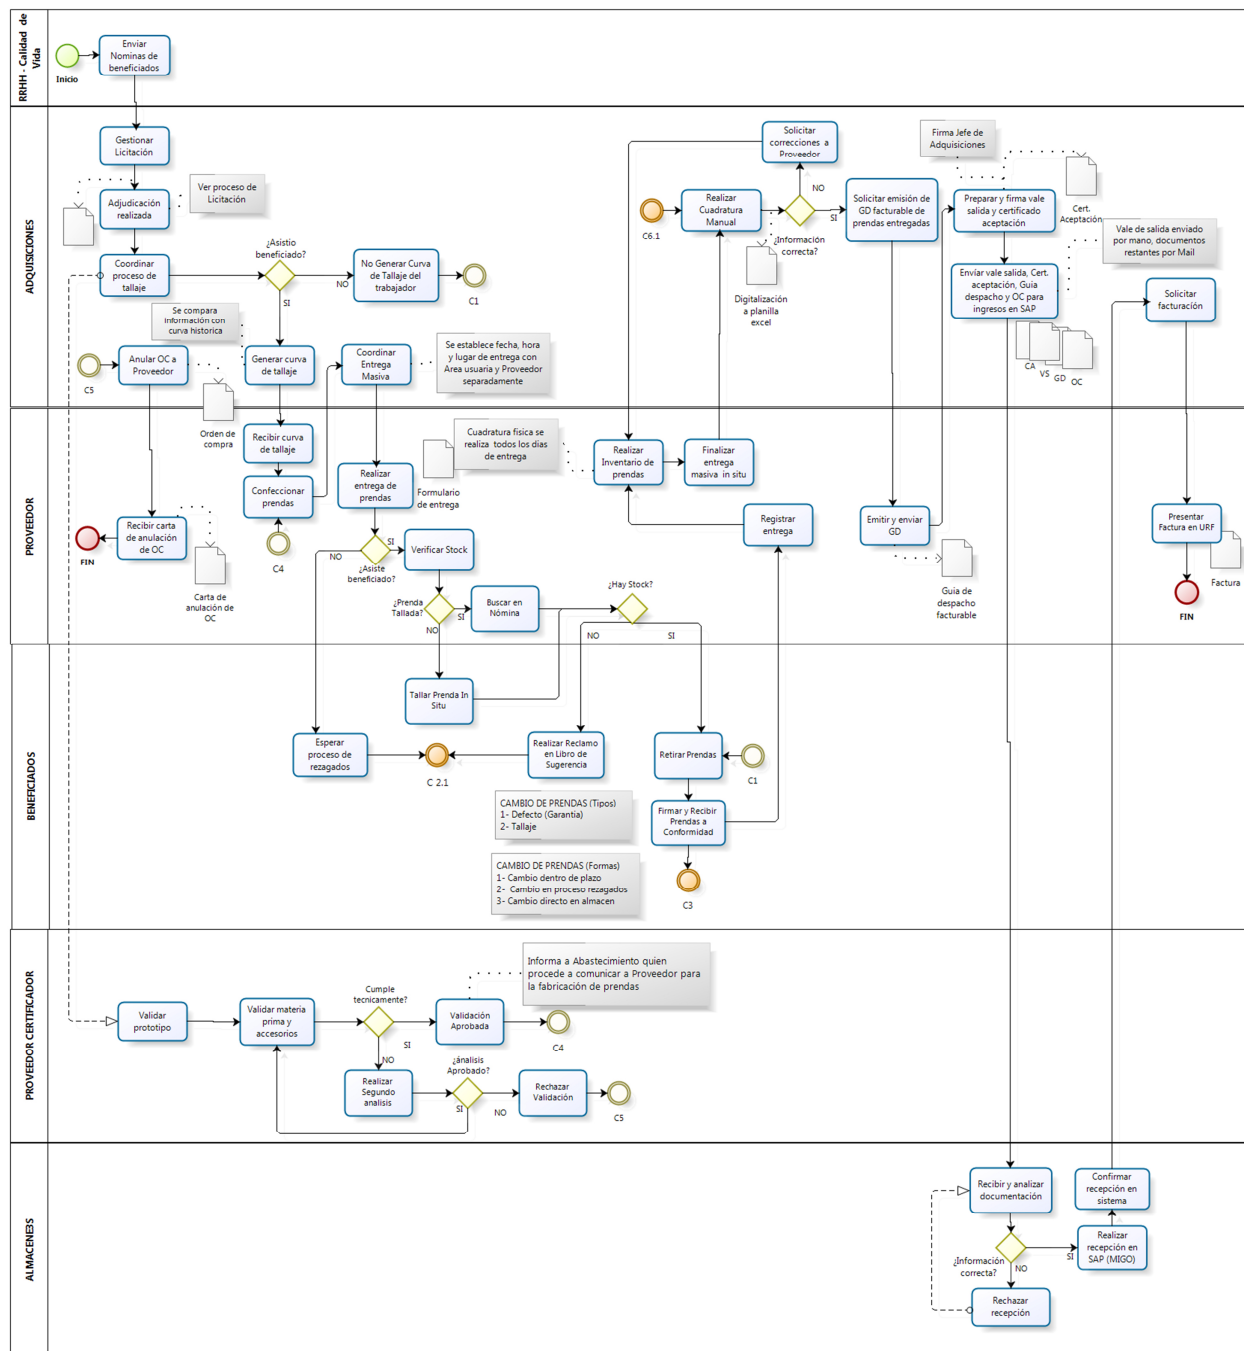 RRHH - Calidad de
Vida
Inicio
Enviar
Nominas de
beneficiados
ADQUISICIONES
Gestionar
Licitación
Adjudicación
realizada
Ver proceso de
Licitación
Coordinar
proceso de
tallaje
¿Asistio
beneficiado?
NO
SI
No Generar Curva
de Tallaje del
trabajador
C1
Se compara
información con
curva historica
C5
Anular OC a
Proveedor
Orden de
compra
Generar curva
de tallaje
Coordinar
Entrega
Masiva
Se establece fecha, hora
y lugar de entrega con
Area usuaria y Proveedor
separadamente
Solicitar
correcciones a
Proveedor
C6.1
Realizar
Cuadratura
Manual
NO
SI
¿Información
correcta?
Digitalización
a planilla
excel
Solicitar emisión de
GD facturable de
prendas entregadas
Firma Jefe de
Adquisiciones
Cert.
Aceptación
Preparar y firma vale
salida y certificado
aceptación
Vale de salida enviado
por mano, documentos
restantes por Mail
Envíar vale salida, Cert.
aceptación, Guía
despacho y OC para
ingresos en SAP
CA
VS
GD
OC
Solicitar
facturación
PROVEEDOR
Recibir curva
de tallaje
Confeccionar
prendas
C4
FIN
Recibir carta
de anulación
de OC
Carta de
anulación de
OC
Realizar
entrega de
prendas
Formulario
de entrega
Cuadratura fisica se
realiza todos los dias
de entrega
Realizar
Inventario de
prendas
Finalizar
entrega
masiva in situ
NO
SI
¿Asiste
beneficiado?
Verificar Stock
¿Prenda
Tallada?
SI
NO
Buscar en
Nómina
¿Hay Stock?
NO
SI
Registrar
entrega
Emitir y enviar
GD
Guia de
despacho
facturable
Presentar
Factura en URF
Factura
FIN
BENEFICIADOS
Tallar Prenda In
Situ
Esperar
proceso de
rezagados
C 2.1
Realizar Reclamo
en Libro de
Sugerencia
Retirar Prendas
C1
CAMBIO DE PRENDAS (Tipos)
1- Defecto (Garantia)
2- Tallaje
Firmar y Recibir
Prendas a
Conformidad
CAMBIO DE PRENDAS (Formas)
1- Cambio dentro de plazo
2- Cambio en proceso rezagados
3- Cambio directo en almacen
C3
PROVEEDOR CERTIFICADOR
Validar
prototipo
Validar materia
prima y
accesorios
Cumple
tecnicamente?
SI
NO
Validación
Aprobada
C4
Informa a Abastecimiento quien
procede a comunicar a Proveedor para
la fabricación de prendas
Realizar
Segundo
analisis
¿ánalisis
Aprobado?
SI
NO
Rechazar
Validación
C5
ALMACENE3S
Recibir y analizar
documentación
¿Información
correcta?
SI
NO
Rechazar
recepción
Realizar
recepción en
SAP (MIGO)
Confirmar
recepción en
sistema